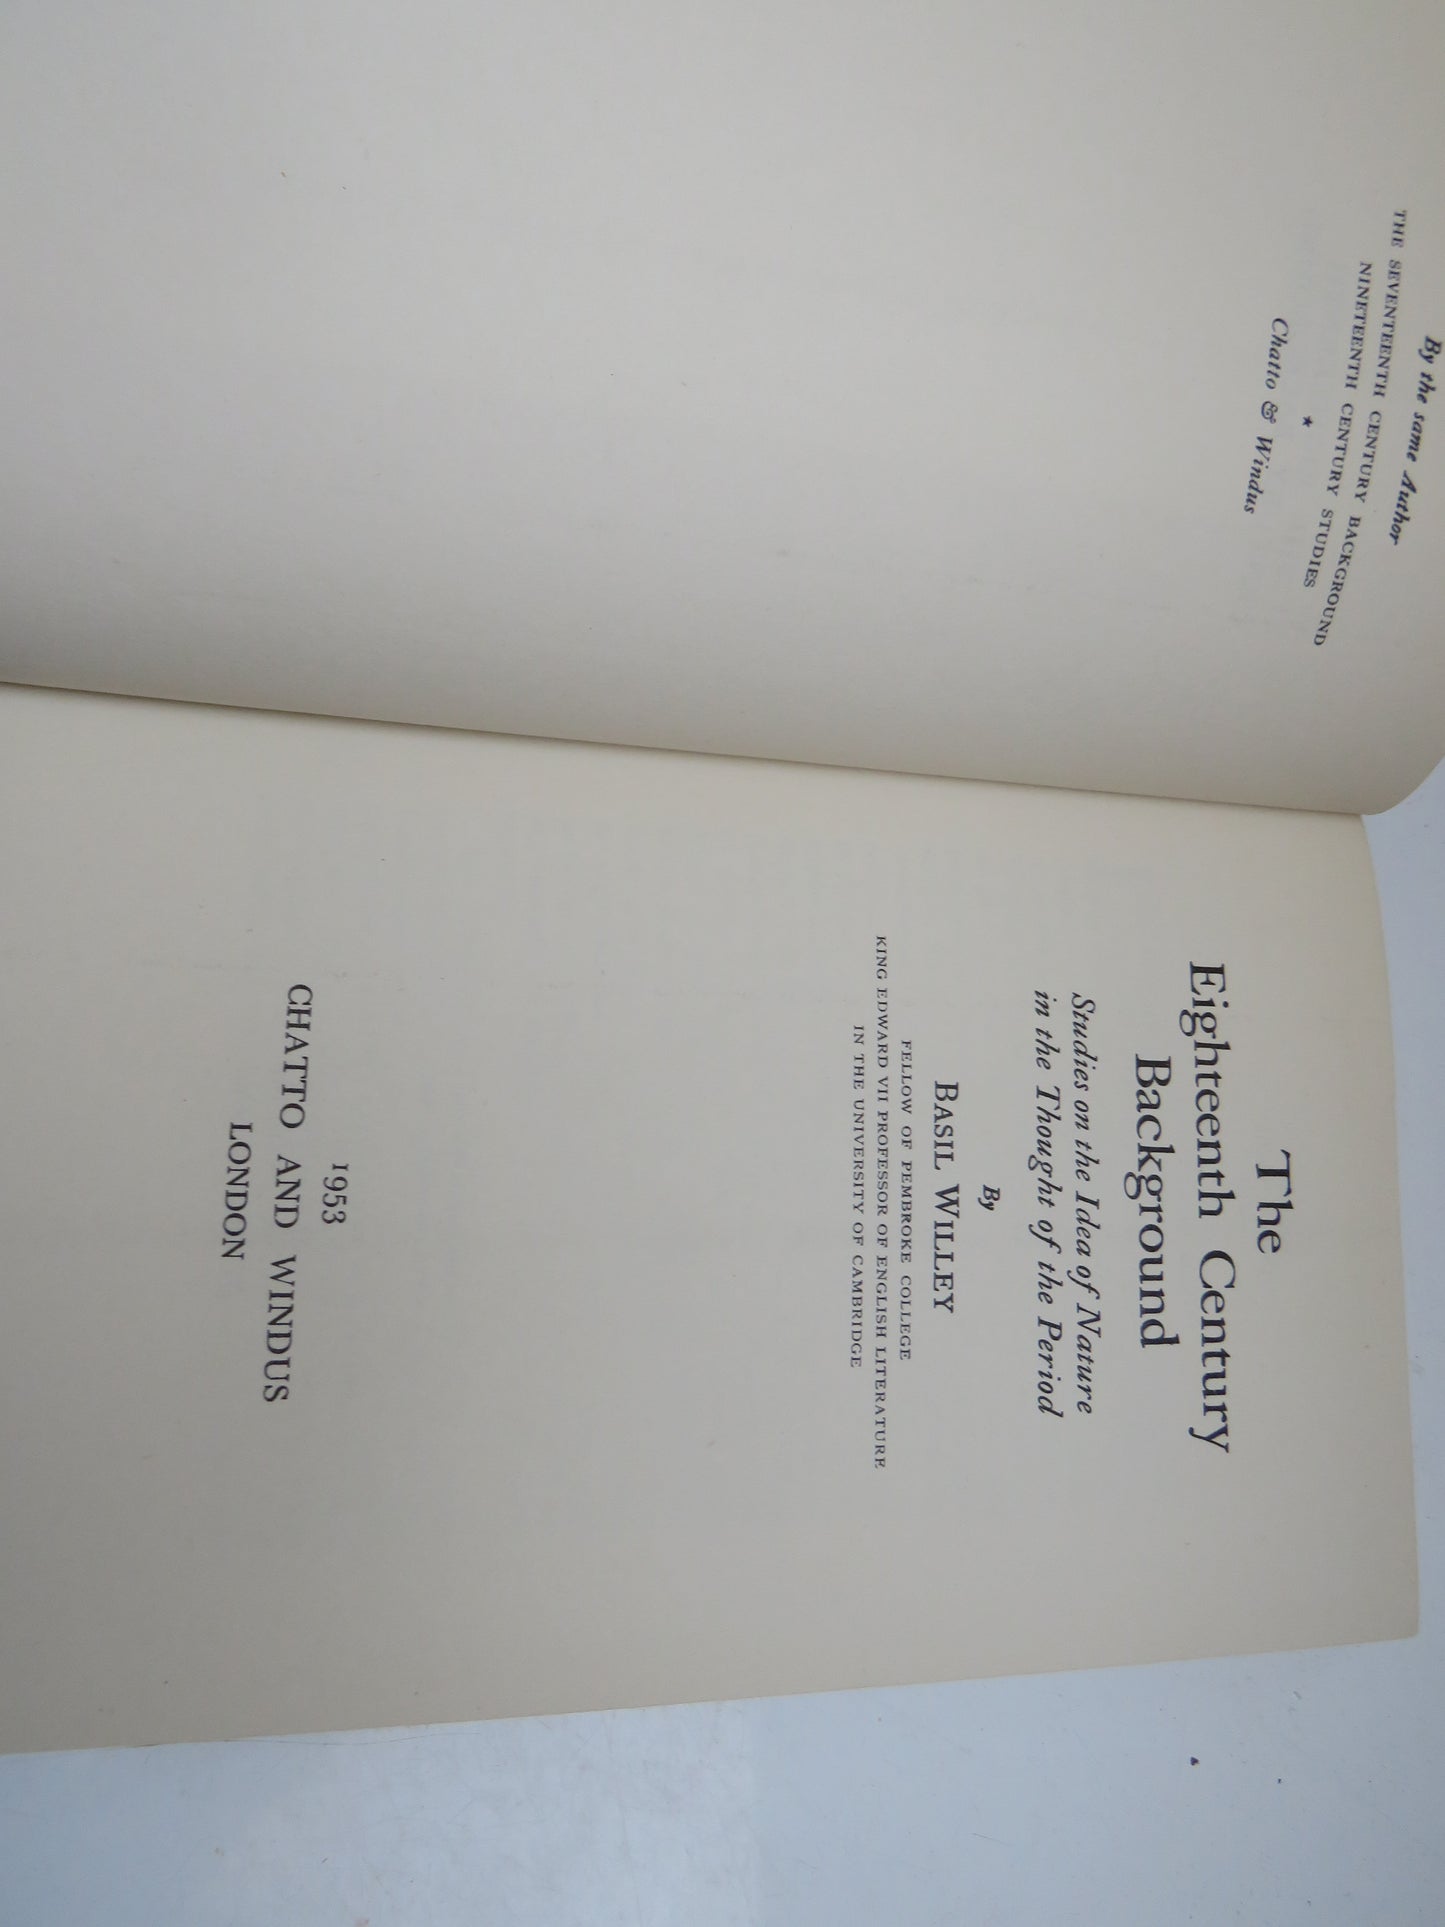 By the same Author
THE SEVENTEENTH CENTURY BACKGROUND
NINETEENTH CENTURY STUDIES
★
Chatto & Windus
The
Eighteenth Century
Background
Studies on the Idea of Nature
in the Thought of the Period
By
BASIL WILLEY
FELLOW OF PEMBROKE COLLEGE
KING EDWARD VII PROFESSOR OF ENGLISH LITERATURE
IN THE UNIVERSITY OF CAMBRIDGE
1953
CHATTO AND WINDUS
LONDON